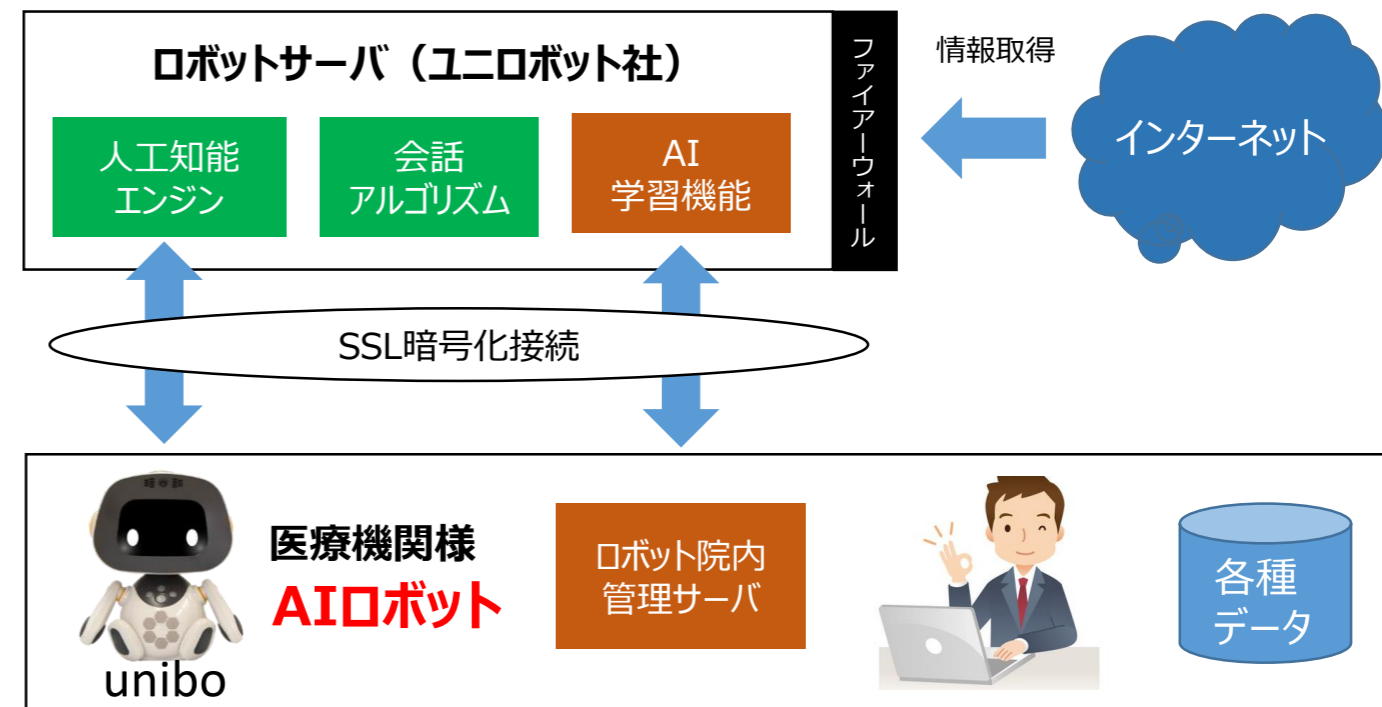 ロボットサーバ（ユニロボット社）
ファイアーウォール
情報取得
インターネット
人工知能
エンジン
会話
アルゴリズム
AI
学習機能
SSL暗号化接続
医療機関様
AIロボット
unibo
ロボット院内
管理サーバ
各種
データ